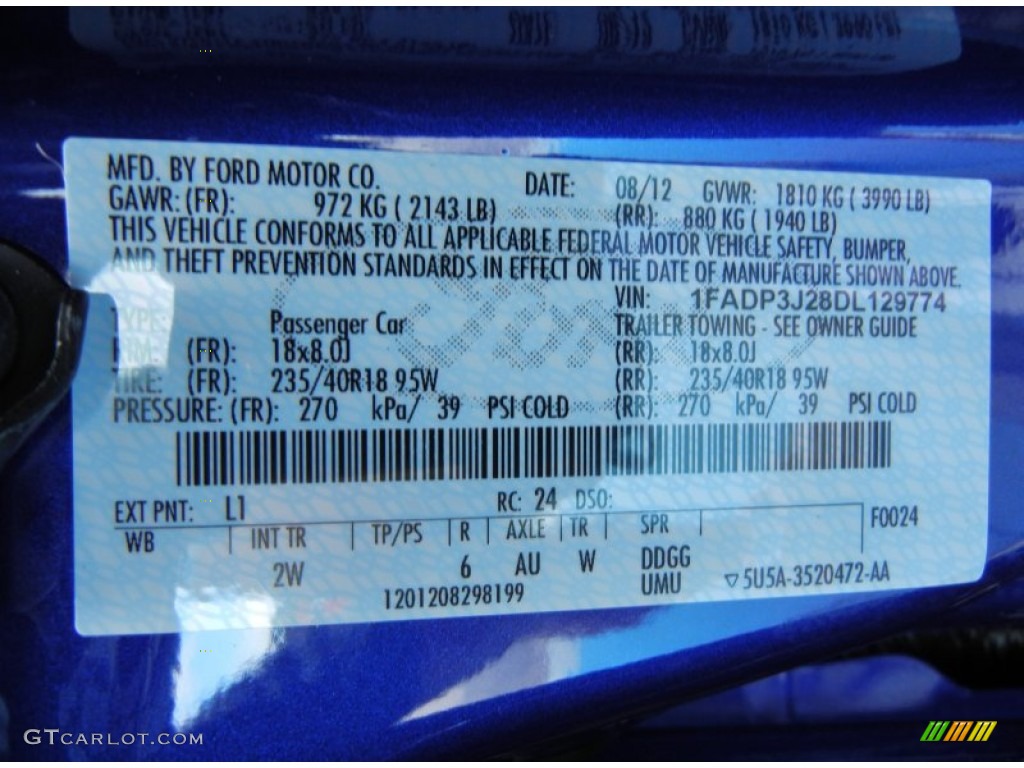 MFD. BY FORD MOTOR CO. DATE: 08/12 GVWR: 1810 KG ( 3990 LB)
GAWR: (FR): 972 KG ( 2143 LB) (RR): 880 KG ( 1940 LB)
THIS VEHICLE CONFORMS TO ALL APPLICABLE FEDERAL MOTOR VEHICLE SAFETY, BUMPER,
AND THEFT PREVENTION STANDARDS IN EFFECT ON THE DATE OF MANUFACTURE SHOWN ABOVE.
VIN: 1FADP3J28DL129774
TYPE: Passenger Car TRAILER TOWING - SEE OWNER GUIDE
RIM: (FR): 18x8.0J (RR): 18x8.0J
TIRE: (FR): 235/40R18 95W (RR): 235/40R18 95W
PRESSURE: (FR): 270 kPa/ 39 PSI COLD (RR): 270 kPa/ 39 PSI COLD
EXT PNT: L1 RC: 24 DSO:
WB INT TR TP/PS R AXLE TR SPR F0024
2W 6 AU W DDGG
UMU
1201208298199 5U5A-3520472-AA
GTCARLOT.COM